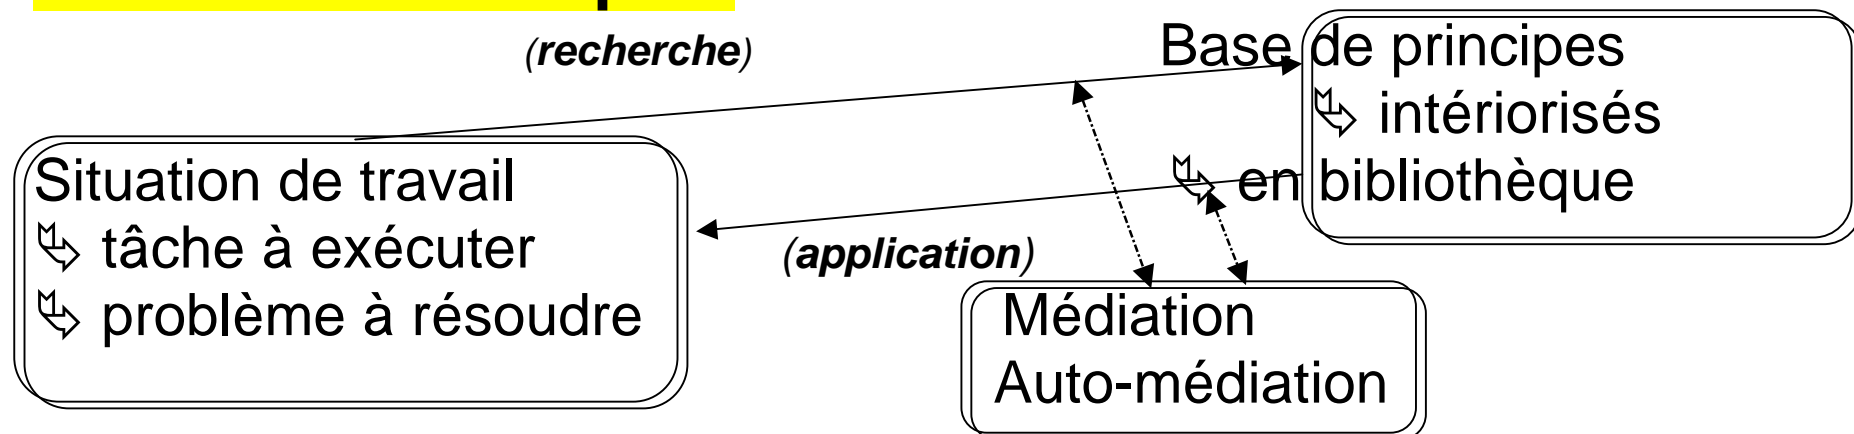 (recherche)
Base de principes
intériorisés
en bibliothèque
Situation de travail
tâche à exécuter
problème à résoudre
(application)
Médiation
Auto-médiation